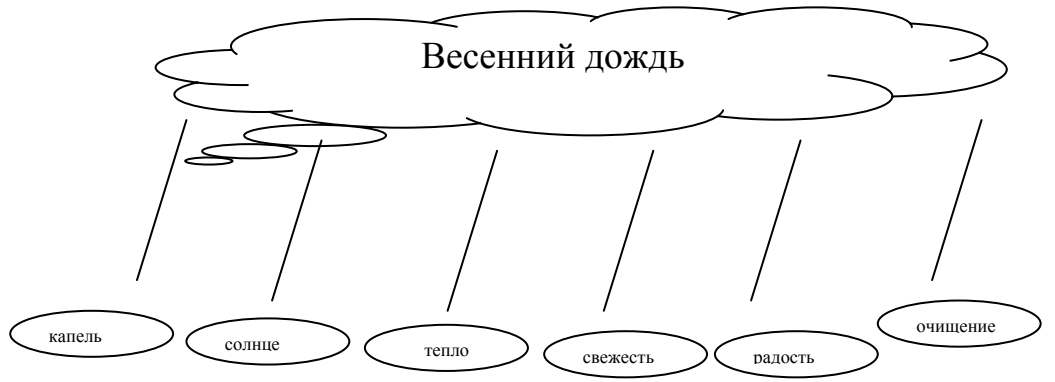 Весенний дождь
капель
солнце
тепло
свежесть
радость
очищение